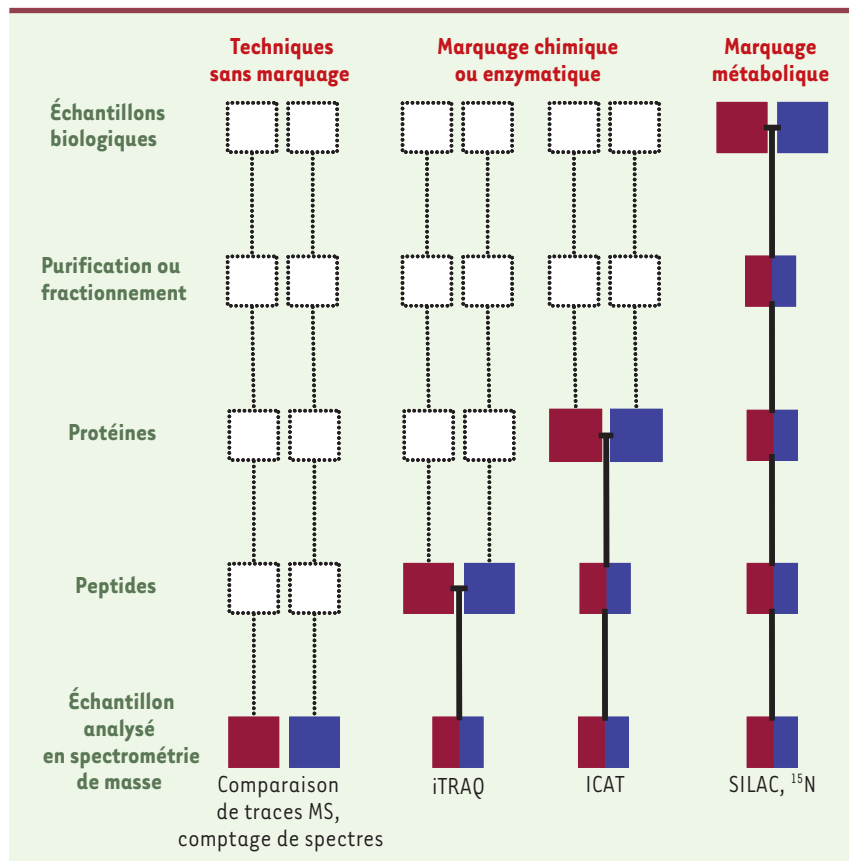 Techniques
sans marquage
Marquage chimique
ou enzymatique
Marquage
métabolique
Échantillons
biologiques
Purification ou
fractionnement
Protéines
Peptides
Échantillon
analysé
en spectrométrie
de masse
Comparaison
de traces MS,
comptage de spectres
iTRAQ
ICAT
SILAC, ¹⁵N